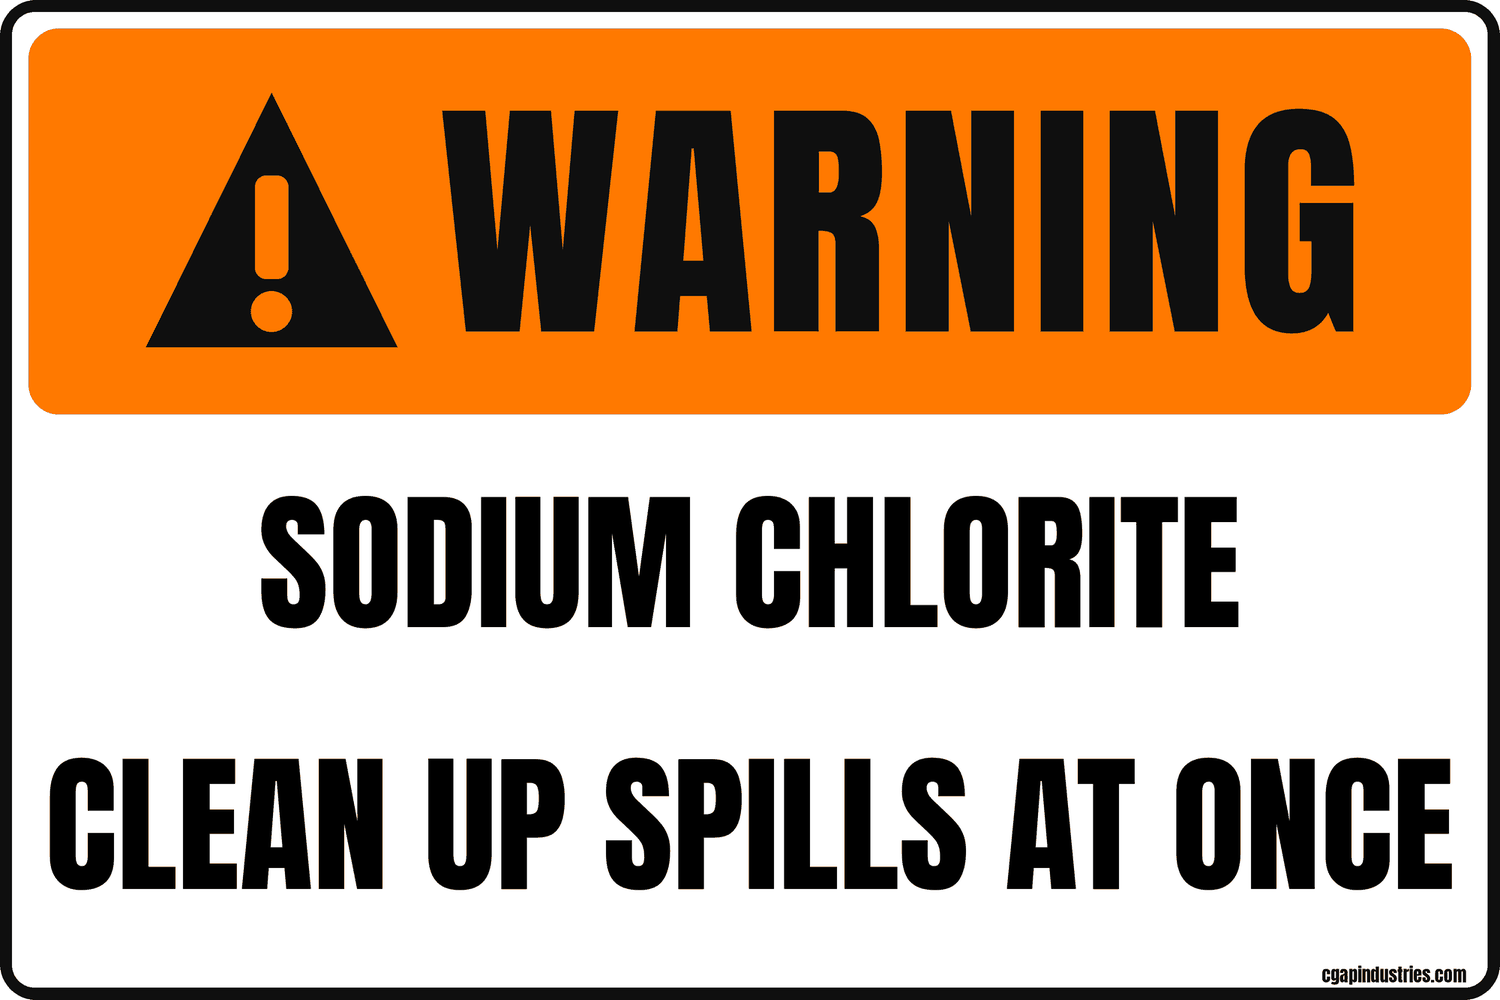 WARNING
SODIUM CHLORITE
CLEAN UP SPILLS AT ONCE
cgapindustries.com